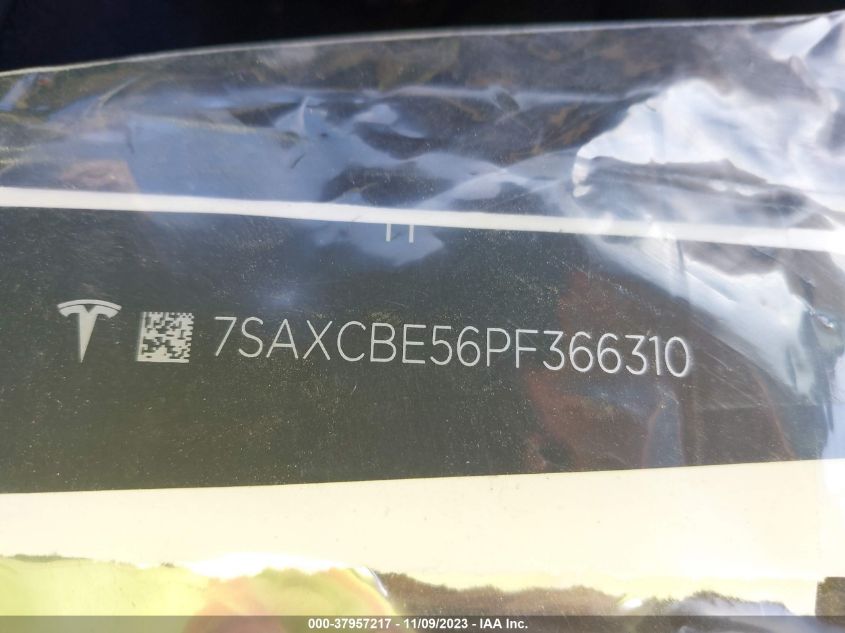 7SAXCBE56PF366310
000-37957217 - 11/09/2023 - IAA Inc.